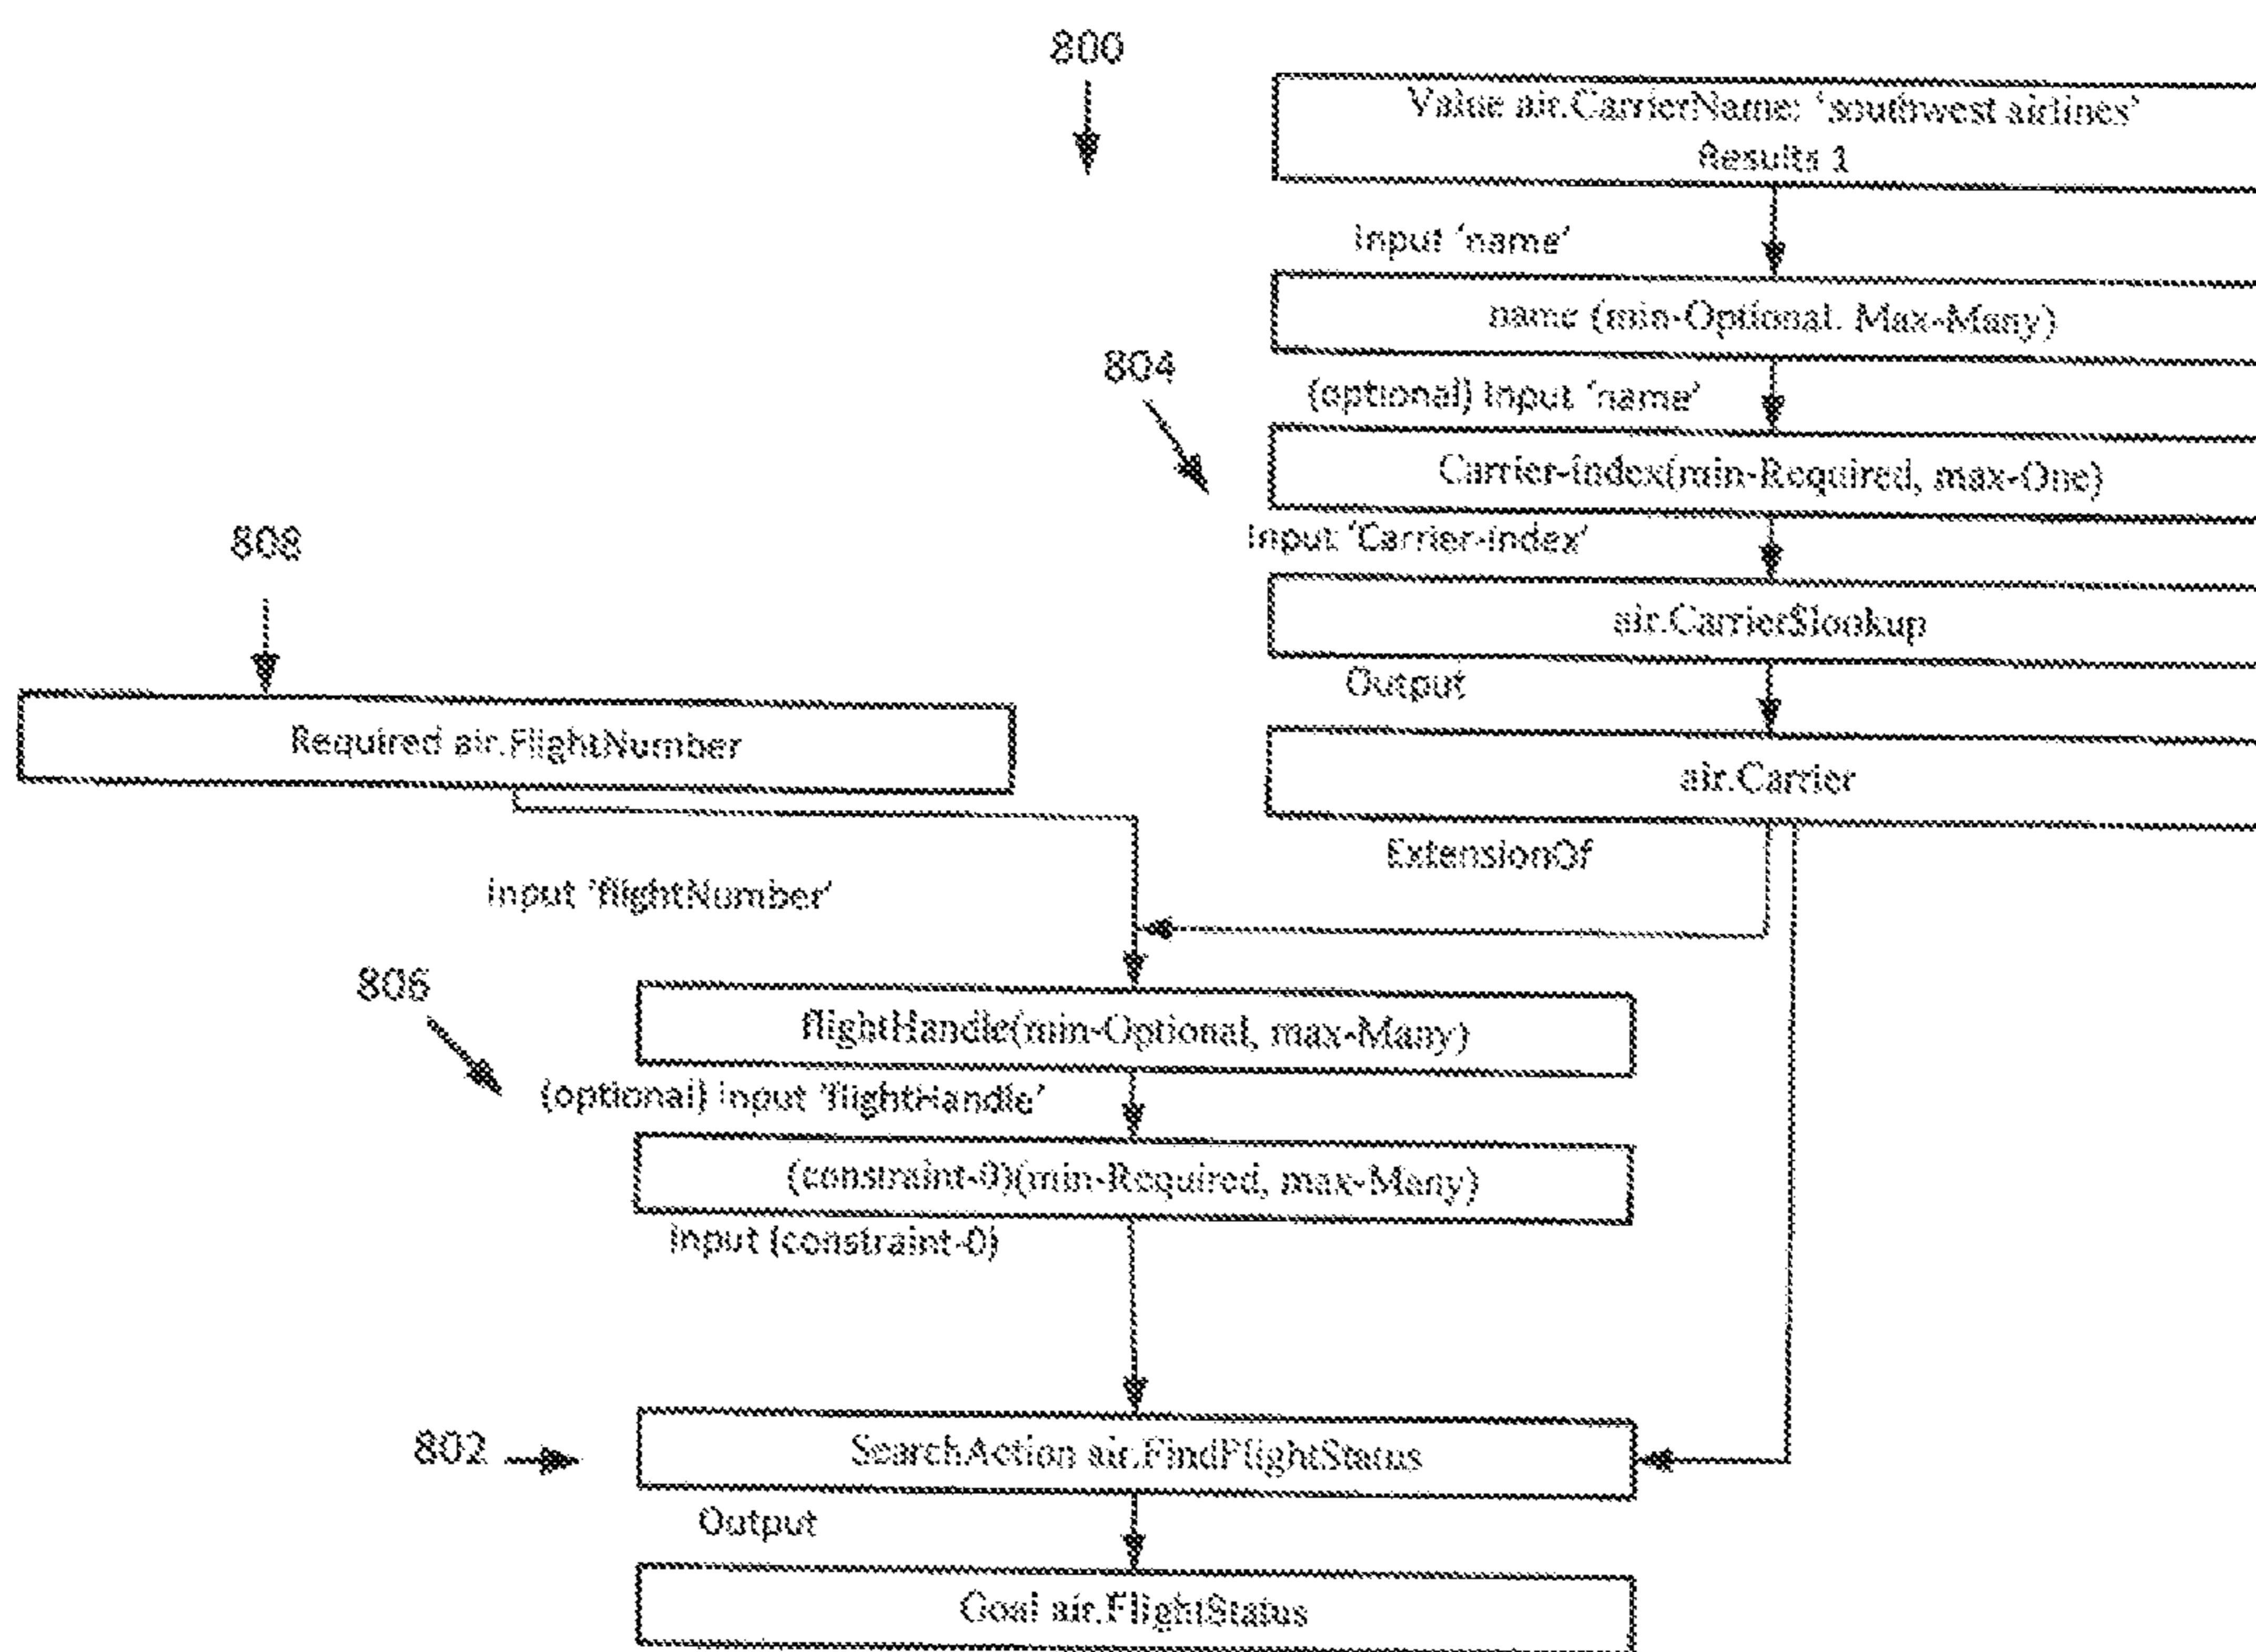 800
Value air.CarrierName: 'southwest airlines'
Results 1
Input 'name'
name (min-Optional. Max-Many)
804
(optional) Input 'name'
Carrier-Index(min-Required, max-One)
Input 'Carrier-Index'
808
air.Carrier$lookup
Output
Required air.FlightNumber
air.Carrier
ExtensionOf
Input 'flightNumber'
806
flightHandle(min-Optional, max-Many)
(optional) Input 'flightHandle'
(constraint-0)(min-Required, max-Many)
Input (constraint-0)
802
SearchAction air.FindFlightStatus
Output
Goal air.FlightStatus